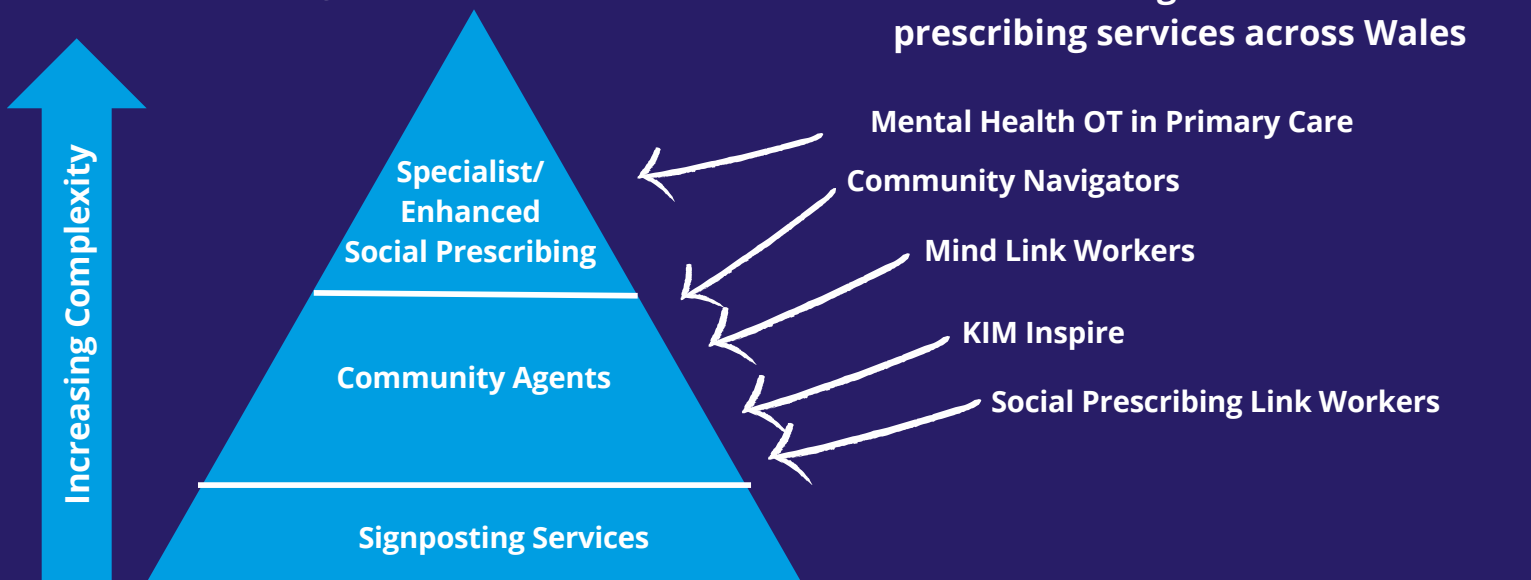 prescribing services across Wales
Increasing Complexity
Specialist/
Enhanced
Social Prescribing
Community Agents
Signposting Services
Mental Health OT in Primary Care
Community Navigators
Mind Link Workers
KIM Inspire
Social Prescribing Link Workers